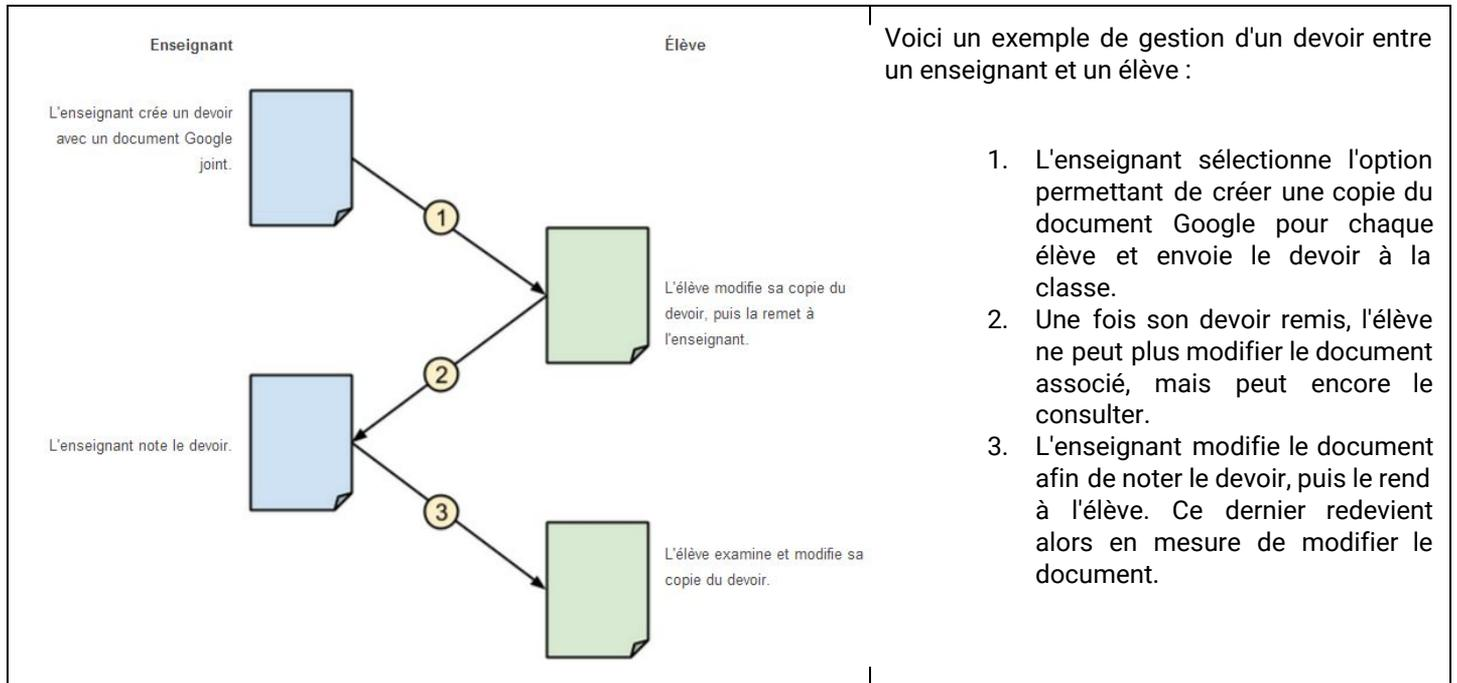 Enseignant
Élève
L'enseignant crée un devoir
avec un document Google
joint.
1
L'élève modifie sa copie du
devoir, puis la remet à
l'enseignant.
2
L'enseignant note le devoir.
3
L'élève examine et modifie sa
copie du devoir.
Voici un exemple de gestion d'un devoir entre
un enseignant et un élève :
1. L'enseignant sélectionne l'option
permettant de créer une copie du
document Google pour chaque
élève et envoie le devoir à la
classe.
2. Une fois son devoir remis, l'élève
ne peut plus modifier le document
associé, mais peut encore le
consulter.
3. L'enseignant modifie le document
afin de noter le devoir, puis le rend
à l'élève. Ce dernier redevient
alors en mesure de modifier le
document.